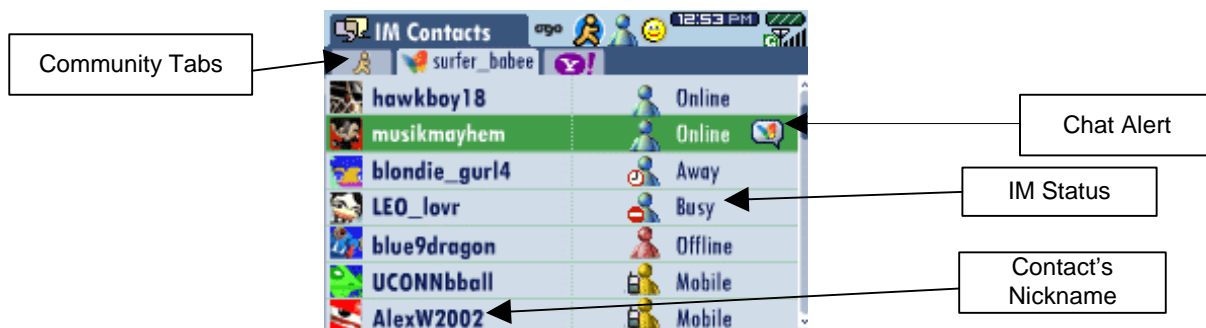 IM Contacts ogo 12:53 PM
surfer_babee Y!
Community Tabs
hawkboy18 Online
musikmayhem Online
Chat Alert
blondie_gurl4 Away
IM Status
LEO_lovr Busy
blue9dragon Offline
UCONNbball Mobile
Contact's
Nickname
AlexW2002 Mobile